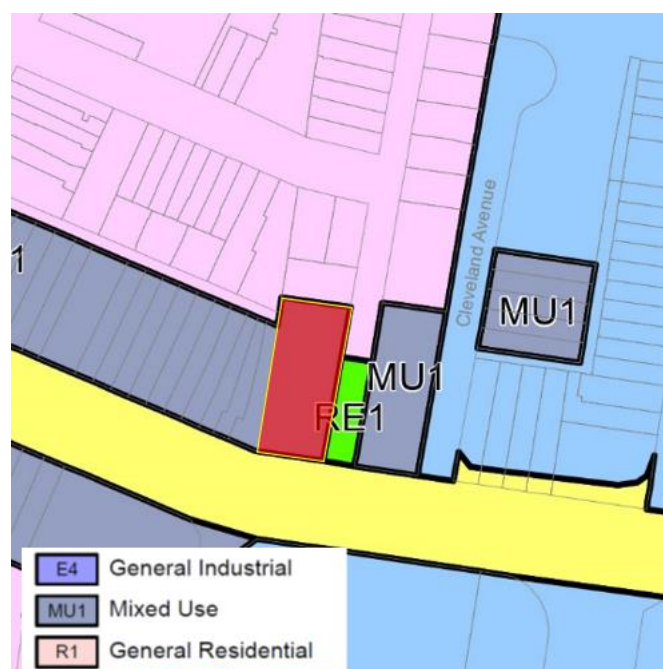 Cleveland Avenue
1
MU1
MU1
RE1
E4 General Industrial
MU1 Mixed Use
R1 General Residential